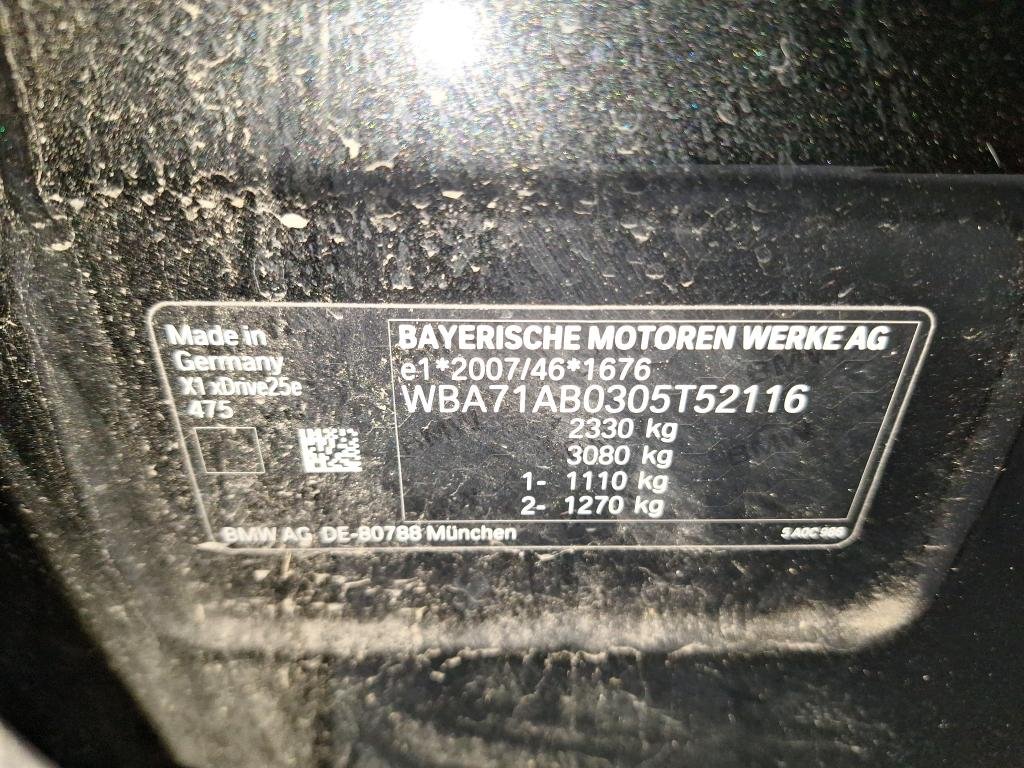 Made in
Germany
X1 xDrive25e
475
BAYERISCHE MOTOREN WERKE AG
e1*2007/46*1676
WBA71AB0305T52116
2330 kg
3080 kg
1- 1110 kg
2- 1270 kg
BMW AG DE-80788 München